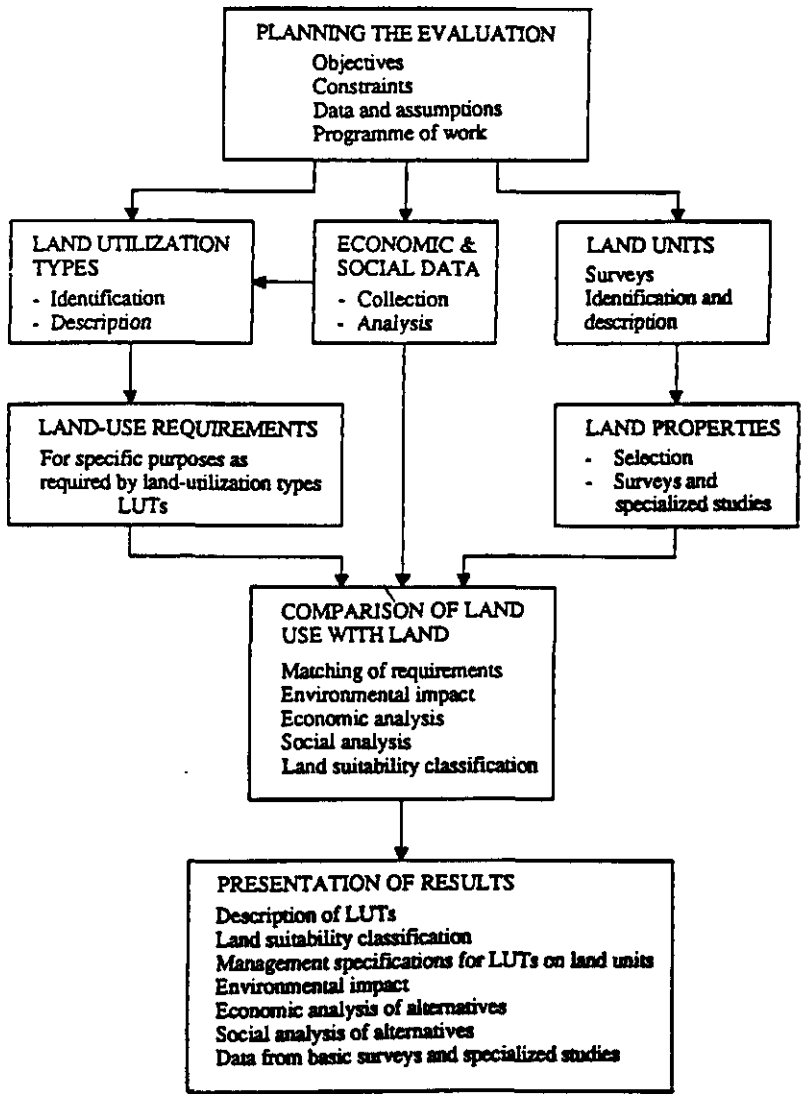 PLANNING THE EVALUATION
Objectives
Constraints
Data and assumptions
Programme of work
LAND UTILIZATION
TYPES
- Identification
- Description
ECONOMIC &
SOCIAL DATA
- Collection
- Analysis
LAND UNITS
Surveys
Identification and
description
LAND-USE REQUIREMENTS
For specific purposes as
required by land-utilization types
LUTs
LAND PROPERTIES
- Selection
- Surveys and
specialized studies
COMPARISON OF LAND
USE WITH LAND
Matching of requirements
Environmental impact
Economic analysis
Social analysis
Land suitability classification
PRESENTATION OF RESULTS
Description of LUTs
Land suitability classification
Management specifications for LUTs on land units
Environmental impact
Economic analysis of alternatives
Social analysis of alternatives
Data from basic surveys and specialized studies